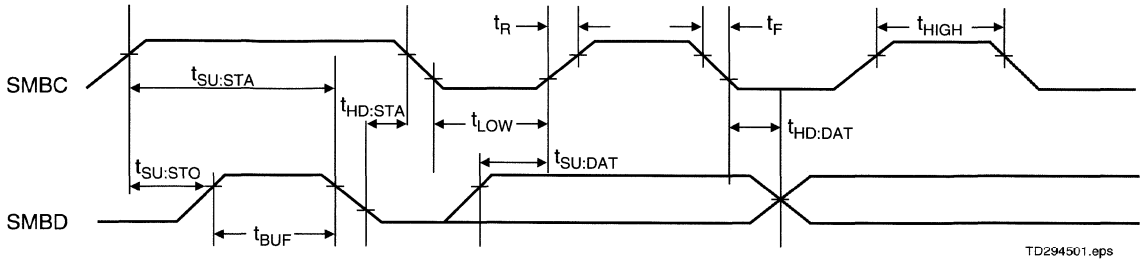 tR
tF
tHIGH
SMBC
tSU:STA
tHD:STA
tLOW
tHD:DAT
tSU:STO
tSU:DAT
SMBD
tBUF
TD294501.eps